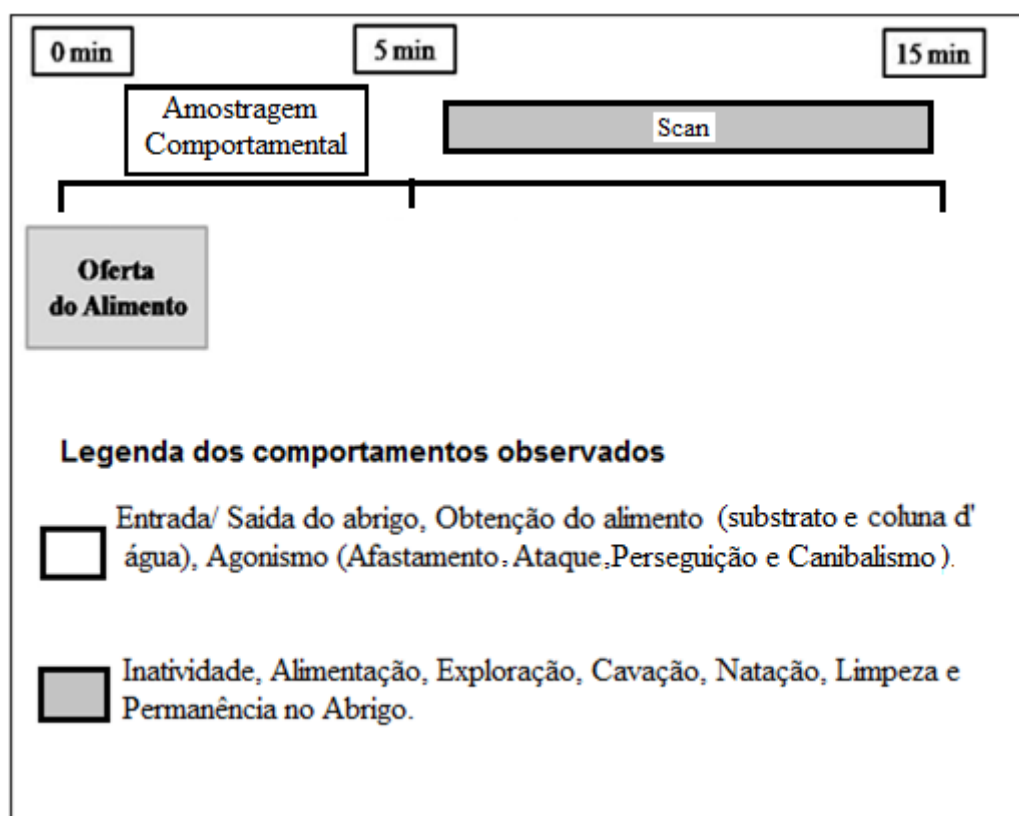 0 min 5 min 15 min
Amostragem
Comportamental
Scan
Oferta
do Alimento
Legenda dos comportamentos observados
Entrada/ Saida do abrigo, Obtenção do alimento (substrato e coluna d'
água), Agonismo (Afastamento, Ataque,Perseguição e Canibalismo ).
Inatividade, Alimentação, Exploração, Cavação, Natação, Limpeza e
Permanência no Abrigo.